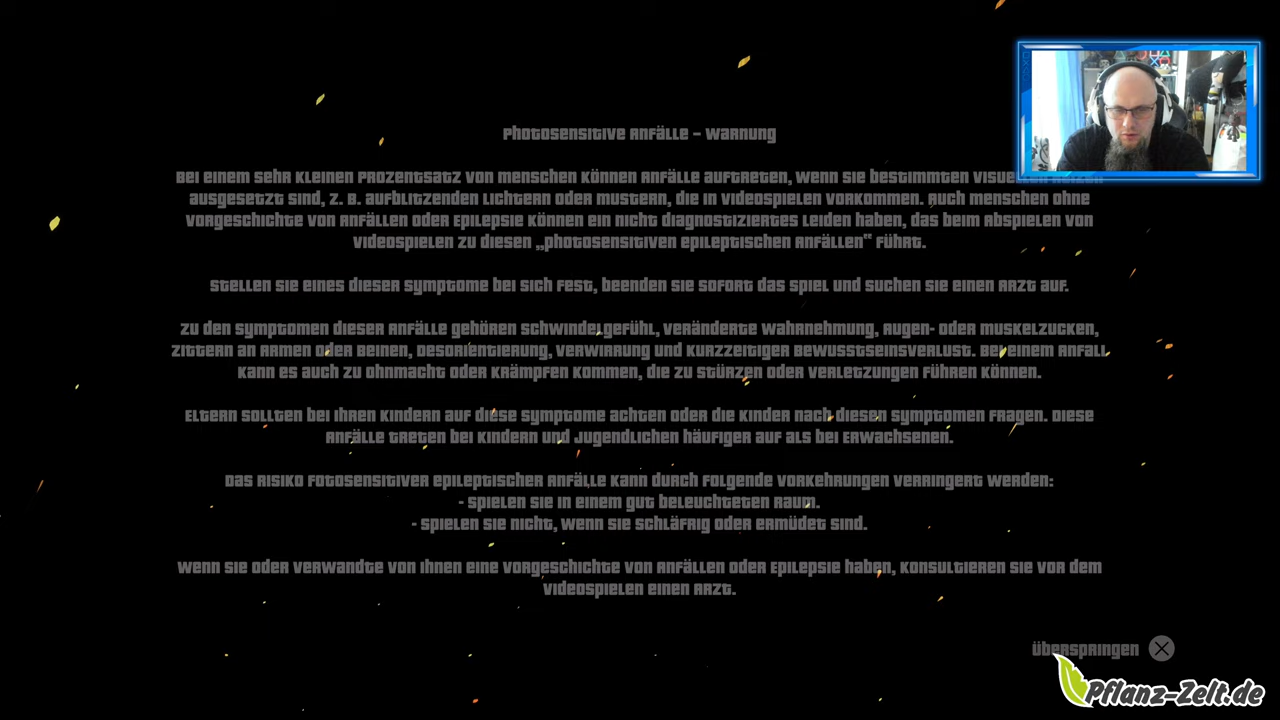 Photosensitive Anfälle – Warnung
Bei einem sehr kleinen Prozentsatz von Menschen können Anfälle auftreten, wenn sie bestimmten
ausgesetzt sind, z. B. aufblitzenden Lichtern oder Mustern, die in Videospielen vorkommen. Auch Menschen ohne
Vorgeschichte von Anfällen oder Epilepsie können ein nicht diagnostiziertes Leiden haben, das beim Abspielen von
Videospielen zu diesen „photosensitiven epileptischen Anfällen“ führt.
Stellen Sie eines dieser Symptome bei sich fest, beenden Sie sofort das Spiel und suchen Sie einen Arzt auf.
Zu den Symptomen dieser Anfälle gehören Schwindelgefühl, veränderte Wahrnehmung, Augen- oder Muskelzucken,
Zittern an Armen oder Beinen, Desorientierung, Verwirrung und kurzzeitiger Bewusstseinsverlust. Bei einem Anfall
kann es auch zu Ohnmacht oder Krämpfen kommen, die zu Stürzen oder Verletzungen führen können.
Eltern sollten bei ihren Kindern auf diese Symptome achten oder die Kinder nach diesen Symptomen fragen. Diese
Anfälle treten bei Kindern und Jugendlichen häufiger auf als bei Erwachsenen.
Das Risiko fotosensitiver epileptischer Anfälle kann durch folgende Vorkehrungen verringert werden:
- Spielen Sie in einem gut beleuchteten Raum.
- Spielen Sie nicht, wenn Sie schläfrig oder ermüdet sind.
Wenn Sie oder Verwandte von Ihnen eine Vorgeschichte von Anfällen oder Epilepsie haben, konsultieren Sie vor dem
Videospielen einen Arzt.
Überspringen
Pflanz-Zelt.de